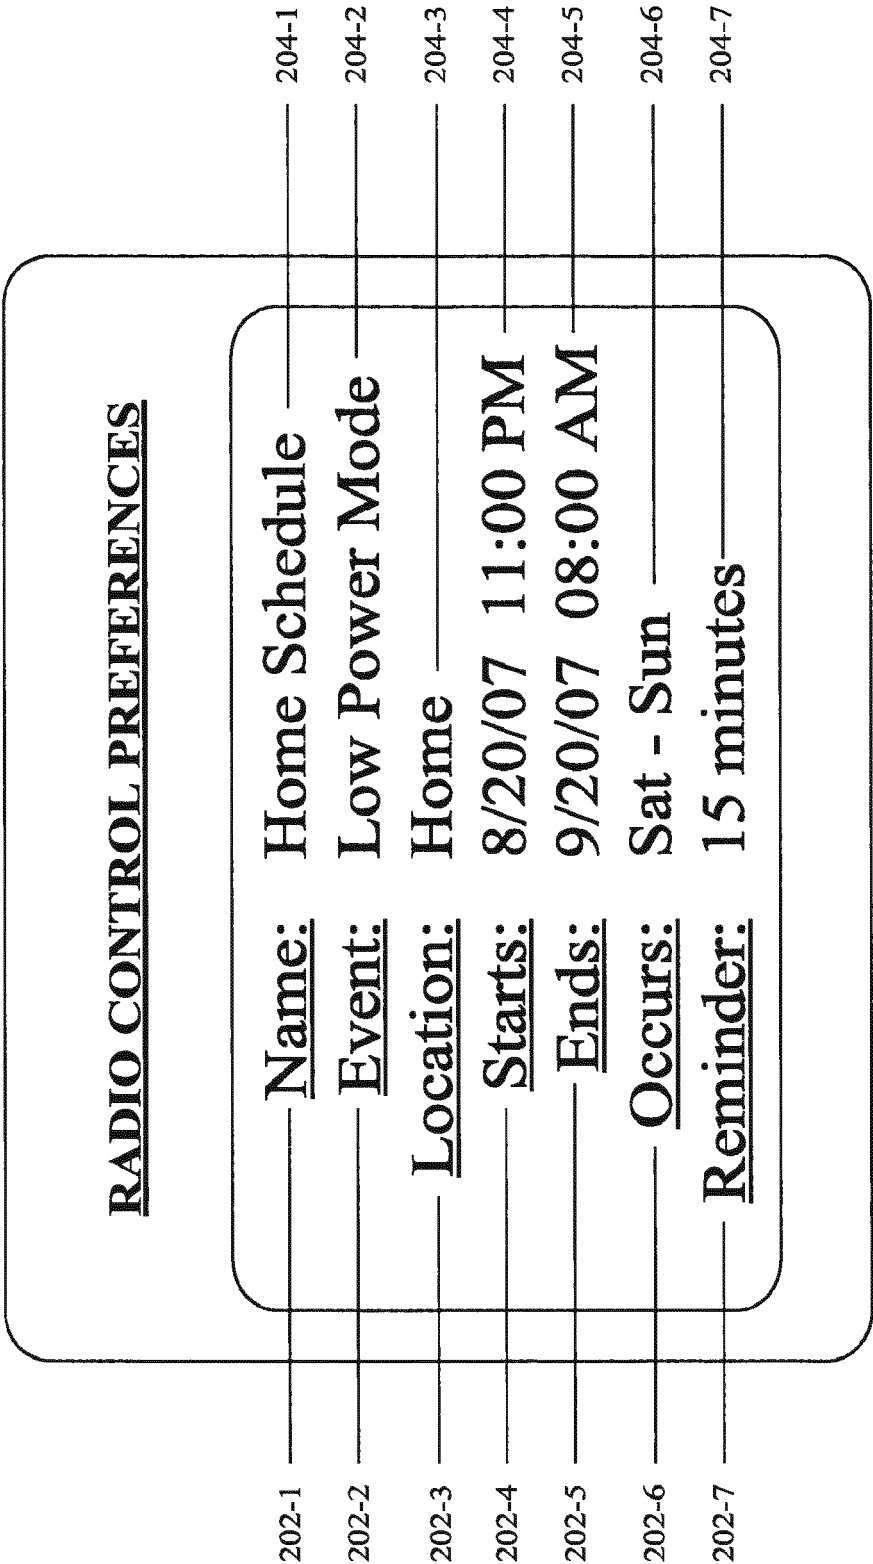 RADIO CONTROL PREFERENCES
202-1 Name: Home Schedule 204-1
202-2 Event: Low Power Mode 204-2
202-3 Location: Home 204-3
202-4 Starts: 8/20/07 11:00 PM 204-4
202-5 Ends: 9/20/07 08:00 AM 204-5
202-6 Occurs: Sat - Sun 204-6
202-7 Reminder: 15 minutes 204-7